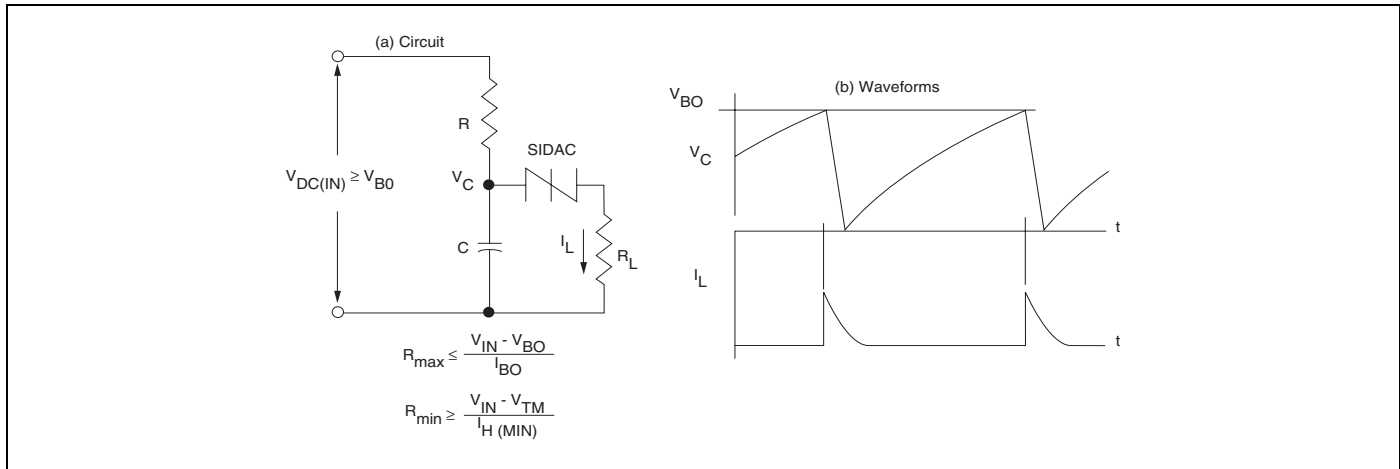 (a) Circuit
R
SIDAC
V_DC(IN) ≥ V_B0
V_C
C
I_L
R_L
R_max ≤ (V_IN - V_BO) / I_BO
R_min ≥ (V_IN - V_TM) / I_H (MIN)
(b) Waveforms
V_BO
V_C
t
I_L
t